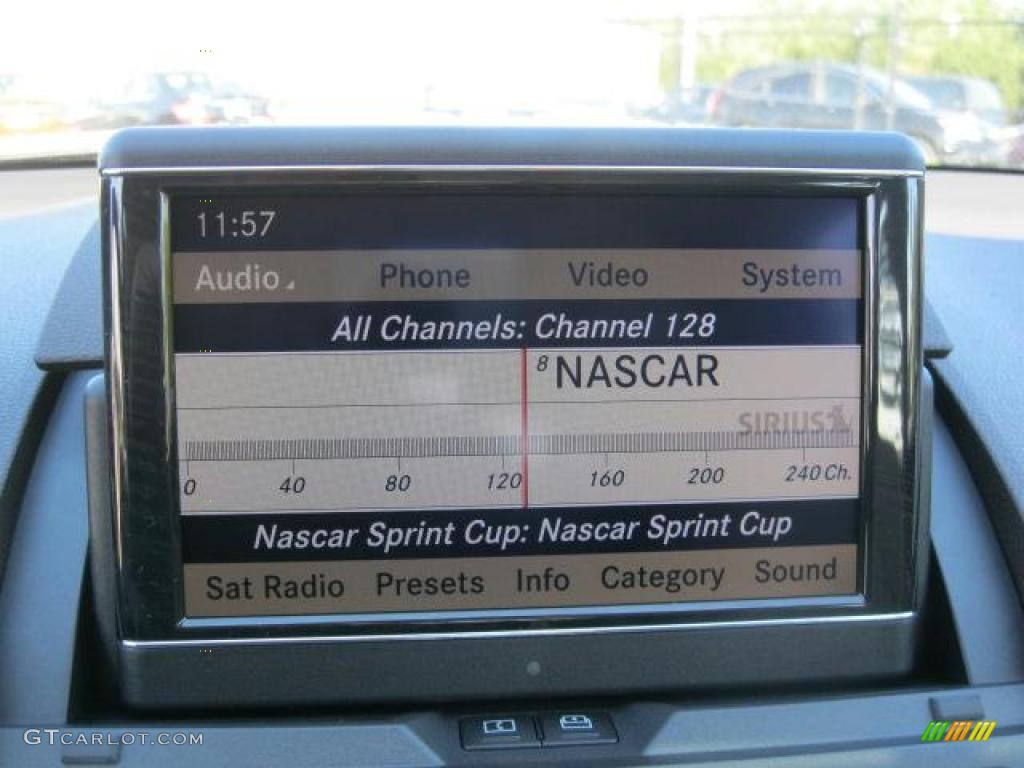 11:57
Audio Phone Video System
All Channels: Channel 128
8 NASCAR
SIRIUS
0 40 80 120 160 200 240 Ch.
Nascar Sprint Cup: Nascar Sprint Cup
Sat Radio Presets Info Category Sound
GTCARLOT.COM